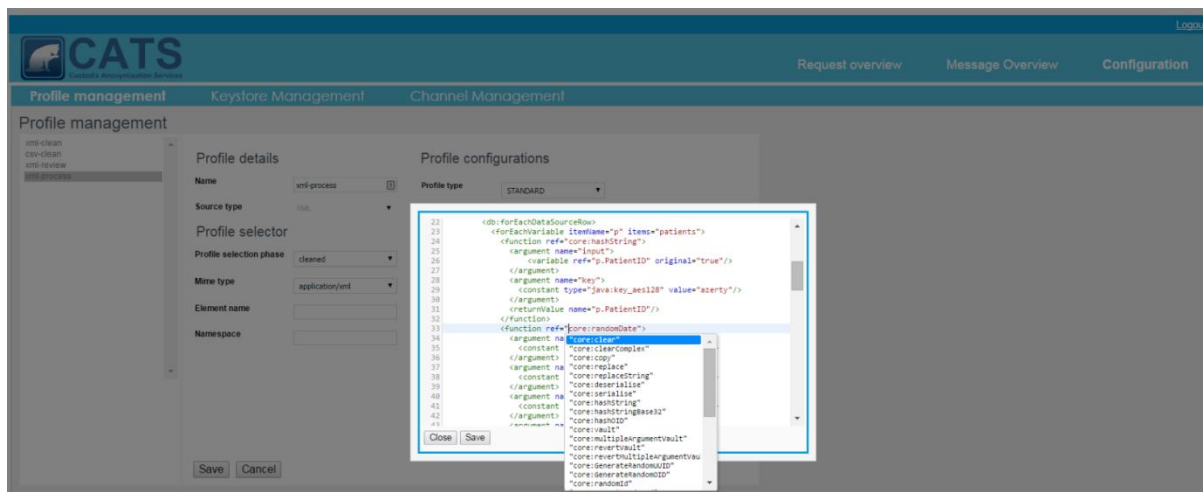 Logou
CATS
Custodix Anonymisation Services
Request overview
Message Overview
Configuration
Profile management
Keystore Management
Channel Management
Profile management
xml-clean
csv-clean
xml-review
xml-process
Profile details
Name
xml-process
Source type
XML
Profile selector
Profile selection phase
cleaned
Mime type
application/xml
Element name
Namespace
Save
Cancel
Profile configurations
Profile type
STANDARD
22 <db:forEachDataSourceRow>
23 <forEachVariable itemName="p" items="patients">
24 <function ref="core:hashString">
25 <argument name="input">
26 <variable ref="p.PatientID" original="true"/>
27 </argument>
28 <argument name="key">
29 <constant type="java:key_aes128" value="azerty"/>
30 </argument>
31 <returnValue name="p.PatientID"/>
32 </function>
33 <function ref="core:randomDate">
34 <argument na
35 <constant
36 </argument>
37 <argument na
38 <constant
39 </argument>
40 <argument na
41 <constant
42 </argument>
43 <argument na
"core:clear"
"core:clearComplex"
"core:copy"
"core:replace"
"core:replaceString"
"core:deserialise"
"core:serialise"
"core:hashString"
"core:hashStringBase32"
"core:hashOID"
"core:vault"
"core:multipleArgumentVault"
"core:revertVault"
"core:revertMultipleArgumentVau
"core:GenerateRandomUUID"
"core:GenerateRandomOID"
"core:randomId"
Close
Save